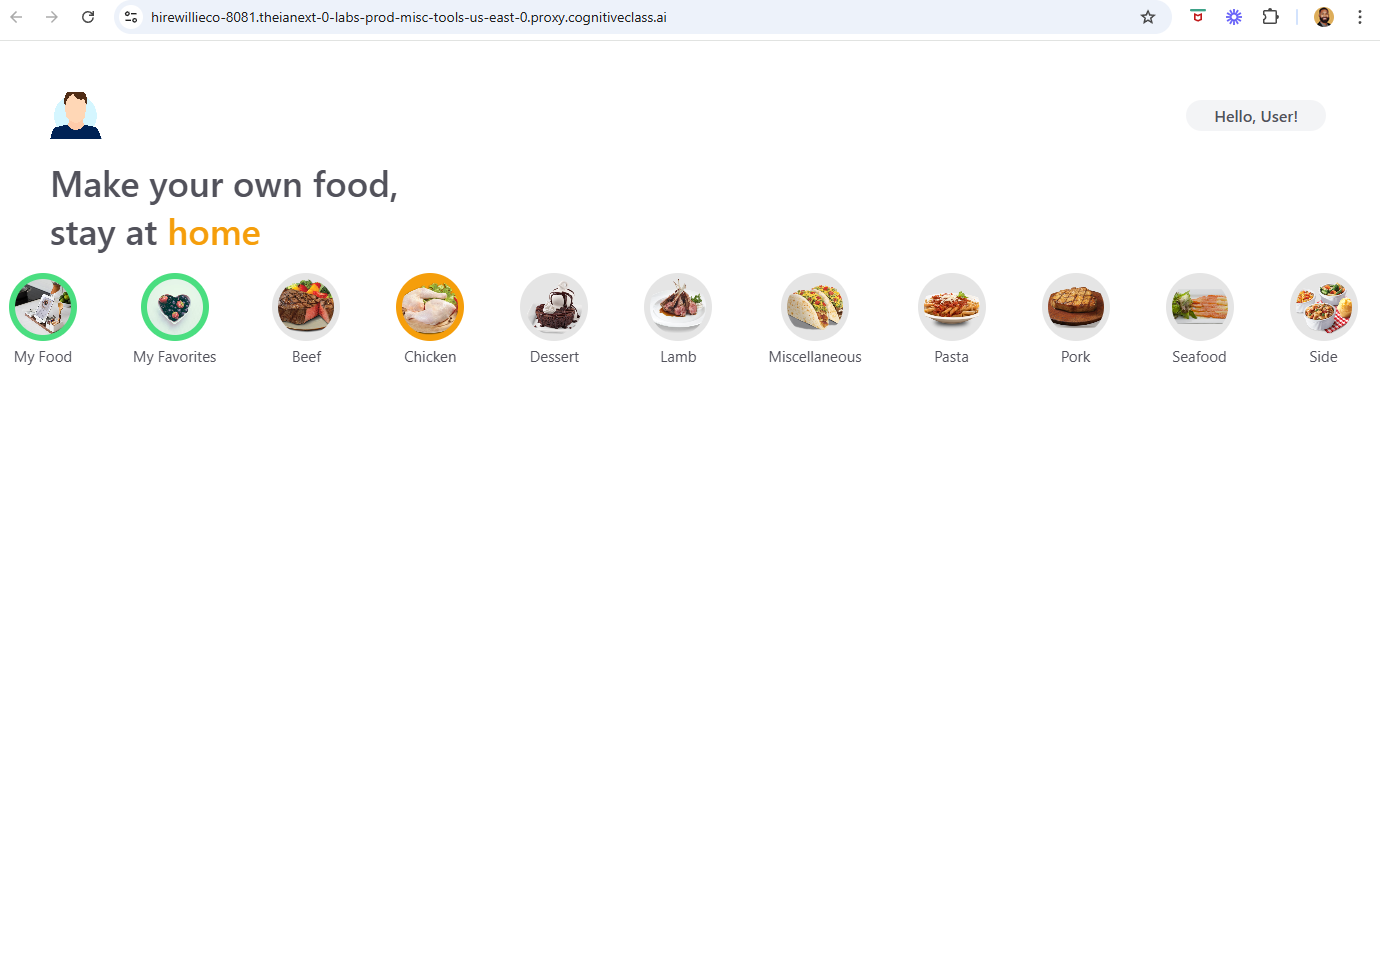 hirewillieco-8081.theianext-0-labs-prod-misc-tools-us-east-0.proxy.cognitiveclass.ai
Hello, User!
Make your own food,
stay at home
My Food
My Favorites
Beef
Chicken
Dessert
Lamb
Miscellaneous
Pasta
Pork
Seafood
Side